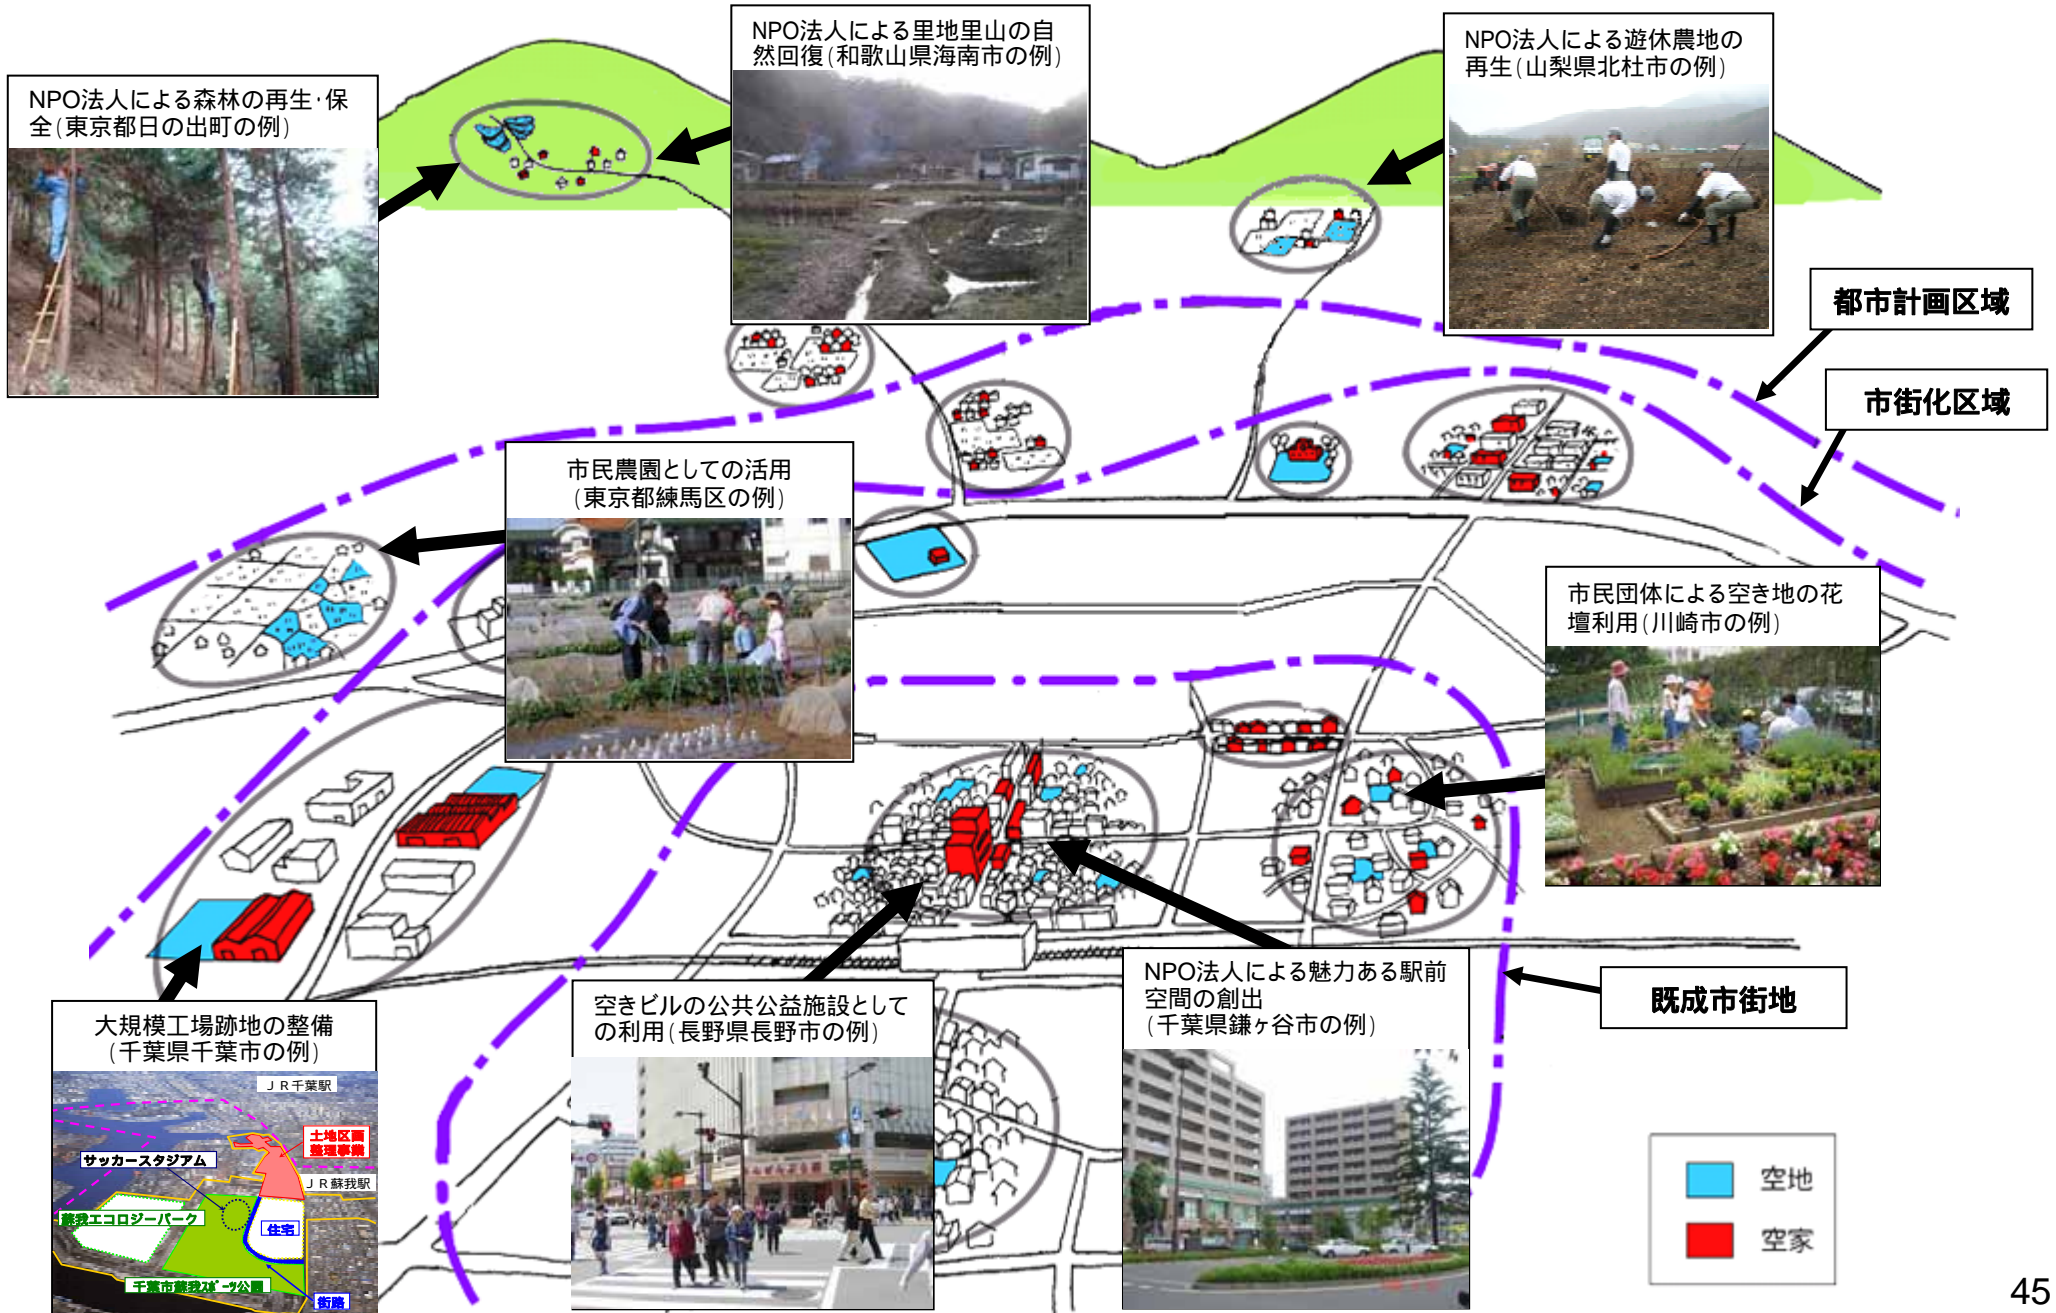 NPO法人による森林の再生・保
全(東京都日の出町の例)
NPO法人による里地里山の自
然回復(和歌山県海南市の例)
NPO法人による遊休農地の
再生(山梨県北杜市の例)
都市計画区域
市街化区域
市民農園としての活用
(東京都練馬区の例)
市民団体による空き地の花
壇利用(川崎市の例)
既成市街地
大規模工場跡地の整備
(千葉県千葉市の例)
JR千葉駅
土地区画
整理事業
サッカースタジアム
JR蘇我駅
蘇我エコロジーパーク
住宅
千葉市蘇我スポーツ公園
街路
空きビルの公共公益施設として
の利用(長野県長野市の例)
NPO法人による魅力ある駅前
空間の創出
(千葉県鎌ヶ谷市の例)
空地
空家
45